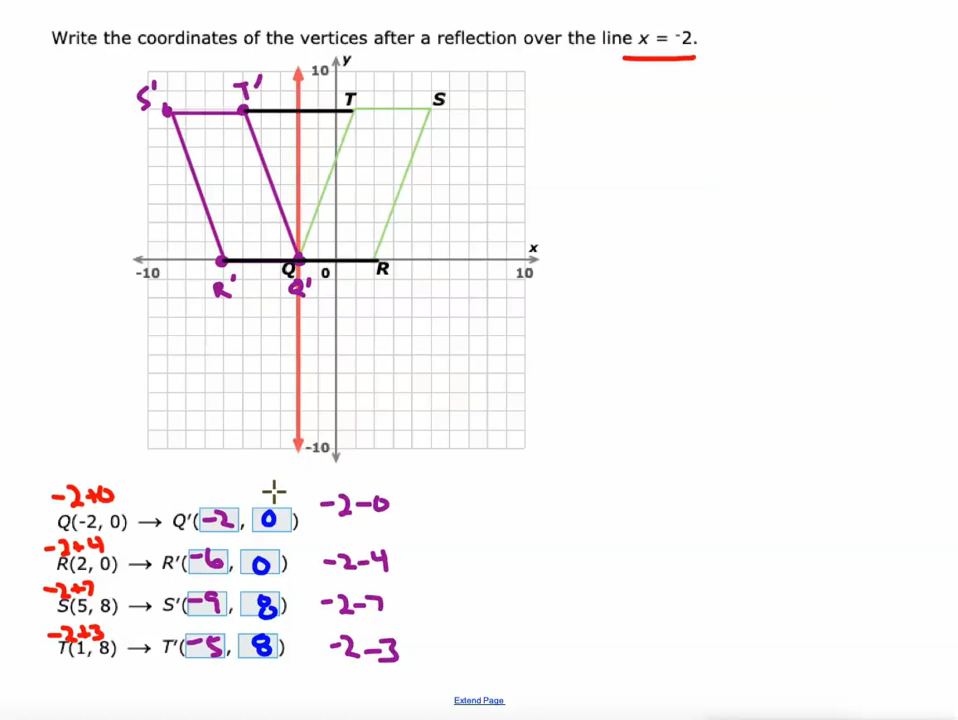 Write the coordinates of the vertices after a reflection over the line x = -2.
10 y
S' T' T S
x
-10 Q 0 R 10
R' Q'
-10
-2+0
Q(-2, 0) → Q'(-2, 0) -2-0
-2+4
R(2, 0) → R'(-6, 0) -2-4
-2+7
S(5, 8) → S'(-9, 8) -2-7
-2+3
T(1, 8) → T'(-5, 8) -2-3
Extend Page